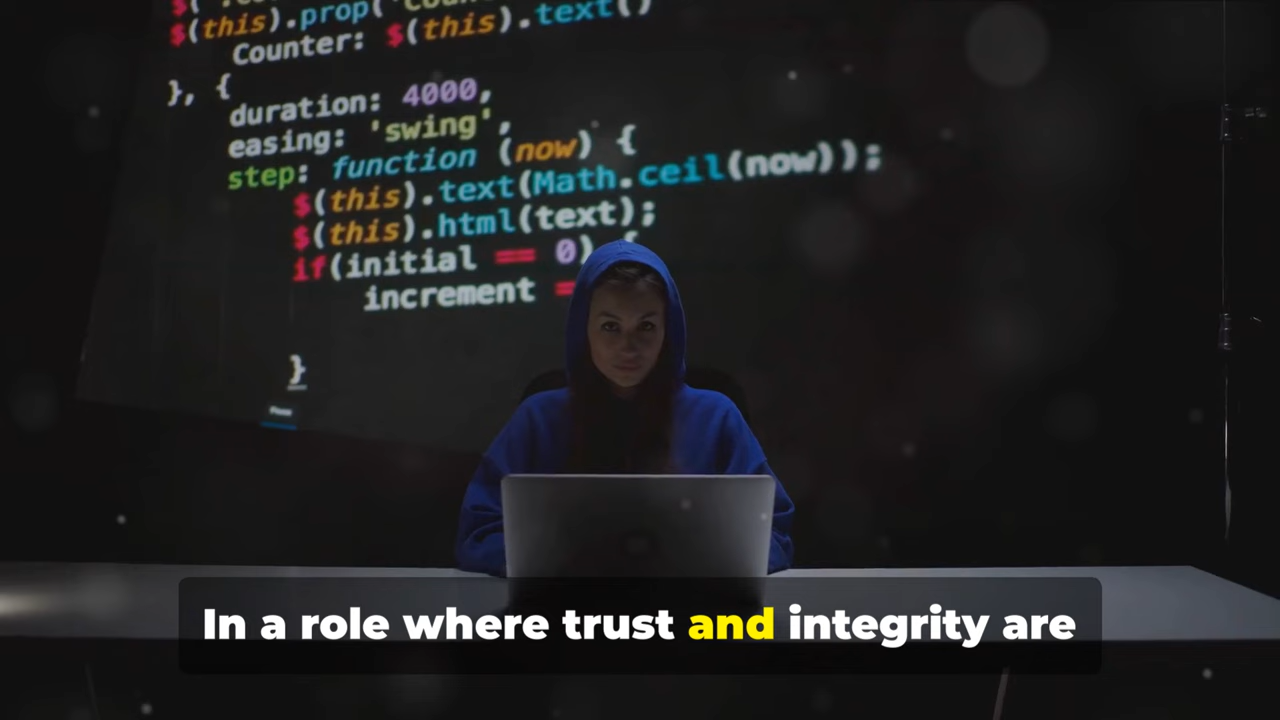 $(this).prop('Counter
Counter: $(this).text()
}, {
duration: 4000,
easing: 'swing',
step: function (now) {
$(this).text(Math.ceil(now));
$(this).html(text);
if(initial == 0) {
increment =
}
In a role where trust and integrity are